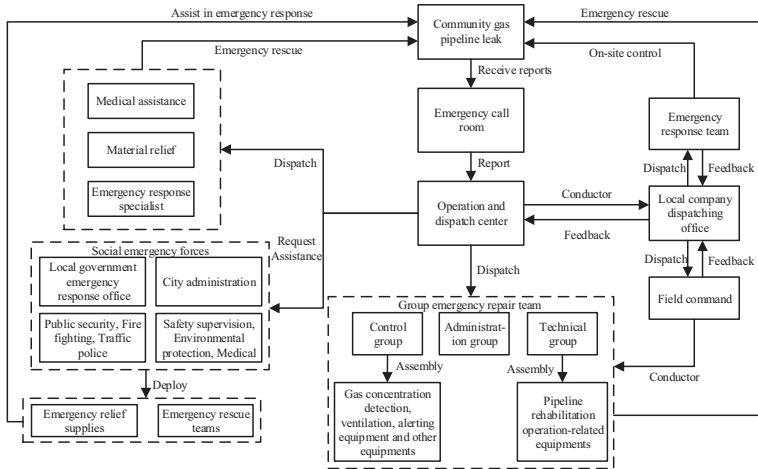 Assist in emergency response
Emergency rescue
Community gas
pipeline leak
Emergency rescue
On-site control
Receive reports
Medical assistance
Material relief
Emergency response
specialist
Emergency call
room
Emergency
response team
Dispatch
Report
Dispatch
Feedback
Operation and
dispatch center
Conductor
Feedback
Local company
dispatching
office
Request
Assistance
Social emergency forces
Local government
emergency
response office
City administration
Public security, Fire
fighting, Traffic
police
Safety supervision,
Environmental
protection, Medical
Dispatch
Dispatch
Feedback
Field command
Group emergency repair team
Control
group
Administrat-
ion group
Technical
group
Assembly
Assembly
Conductor
Deploy
Emergency relief
supplies
Emergency rescue
teams
Gas concentration
detection,
ventilation, alerting
equipment and other
equipments
Pipeline
rehabilitation
operation-related
equipments